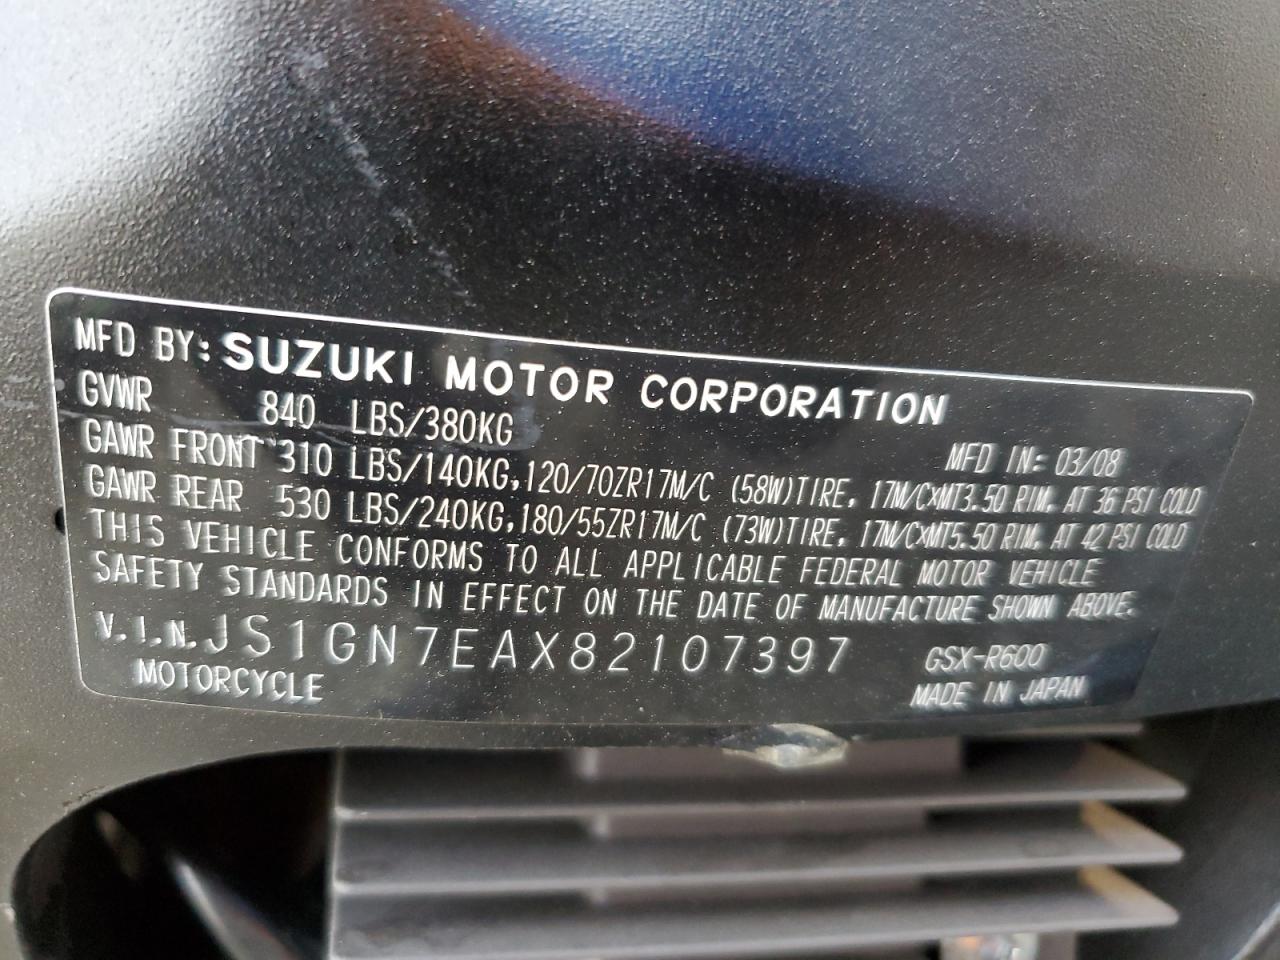 MFD BY: SUZUKI MOTOR CORPORATION
GVWR 840 LBS/380KG MFD IN: 03/08
GAWR FRONT 310 LBS/140KG, 120/70ZR17M/C (58W)TIRE, 17M/CxMT3.50 RIM, AT 36 PSI COLD
GAWR REAR 530 LBS/240KG, 180/55ZR17M/C (73W)TIRE, 17M/CxMT5.50 RIM, AT 42 PSI COLD
THIS VEHICLE CONFORMS TO ALL APPLICABLE FEDERAL MOTOR VEHICLE
SAFETY STANDARDS IN EFFECT ON THE DATE OF MANUFACTURE SHOWN ABOVE.
V.I.N. JS1GN7EAX82107397 GSX-R600
MOTORCYCLE MADE IN JAPAN